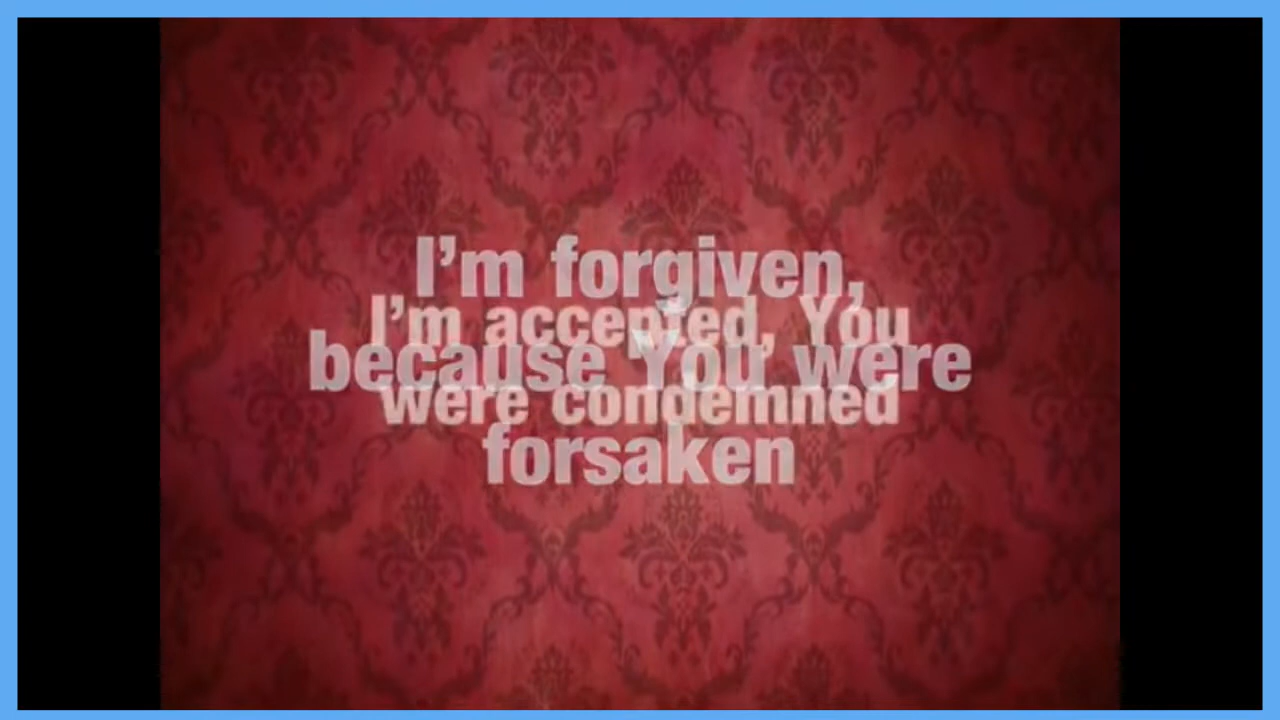 I’m forgiven,
because You were
forsaken
I’m accepted, You
were condemned